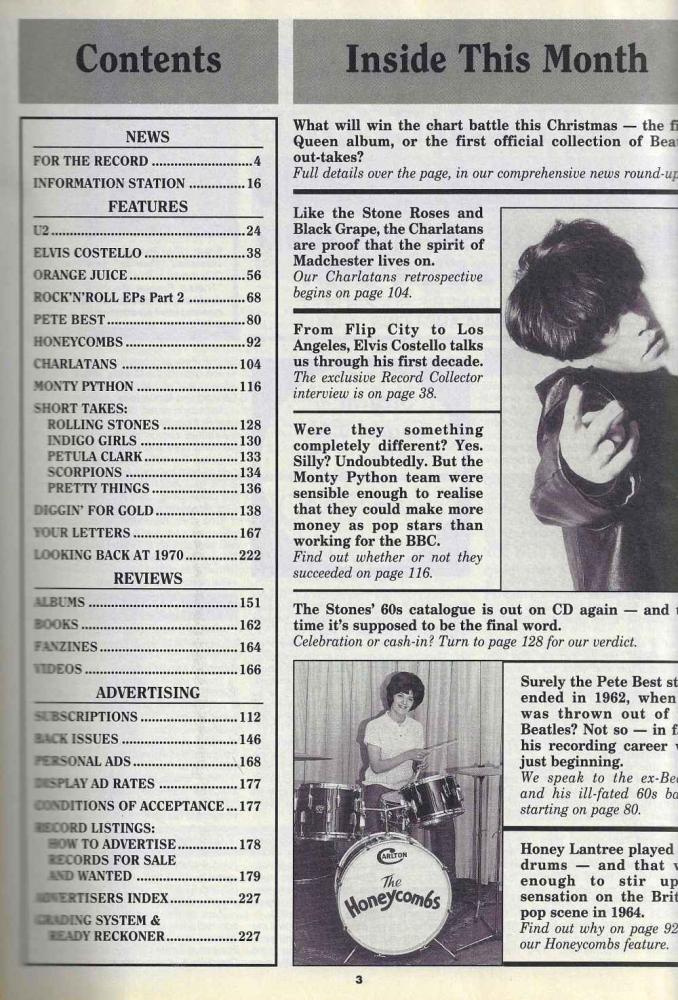 Contents
NEWS
FOR THE RECORD ............................4
INFORMATION STATION ...............16
FEATURES
U2.....................................................24
ELVIS COSTELLO ............................38
ORANGE JUICE................................56
ROCK'N'ROLL EPs Part 2 ...............68
PETE BEST.......................................80
HONEYCOMBS.................................92
CHARLATANS ................................104
MONTY PYTHON ............................116
SHORT TAKES:
ROLLING STONES ....................128
INDIGO GIRLS ..........................130
PETULA CLARK.........................133
SCORPIONS ..............................134
PRETTY THINGS .......................136
DIGGIN' FOR GOLD.......................138
YOUR LETTERS .............................167
LOOKING BACK AT 1970..............222
REVIEWS
ALBUMS .........................................151
BOOKS ............................................162
FANZINES.......................................164
VIDEOS ...........................................166
ADVERTISING
SUBSCRIPTIONS ...........................112
BACK ISSUES ................................146
PERSONAL ADS.............................168
DISPLAY AD RATES ......................177
CONDITIONS OF ACCEPTANCE...177
RECORD LISTINGS:
HOW TO ADVERTISE.................178
RECORDS FOR SALE
AND WANTED ...........................179
ADVERTISERS INDEX...................227
GRADING SYSTEM &
READY RECKONER....................227
Inside This Month
What will win the chart battle this Christmas — the
Queen album, or the first official collection of
out-takes?
Full details over the page, in our comprehensive news round-up
Like the Stone Roses and
Black Grape, the Charlatans
are proof that the spirit of
Madchester lives on.
Our Charlatans retrospective
begins on page 104.
From Flip City to Los
Angeles, Elvis Costello talks
us through his first decade.
The exclusive Record Collector
interview is on page 38.
Were they something
completely different? Yes.
Silly? Undoubtedly. But the
Monty Python team were
sensible enough to realise
that they could make more
money as pop stars than
working for the BBC.
Find out whether or not they
succeeded on page 116.
The Stones' 60s catalogue is out on CD again — and
time it's supposed to be the final word.
Celebration or cash-in? Turn to page 128 for our verdict.
CARLTON
The
Honeycombs
Surely the Pete Best
ended in 1962, when
was thrown out of
Beatles? Not so — in
his recording career
just beginning.
We speak to the
and his ill-fated 60s
starting on page 80.
Honey Lantree played
drums — and that
enough to stir up
sensation on the
pop scene in 1964.
Find out why on page 92
our Honeycombs feature.
3